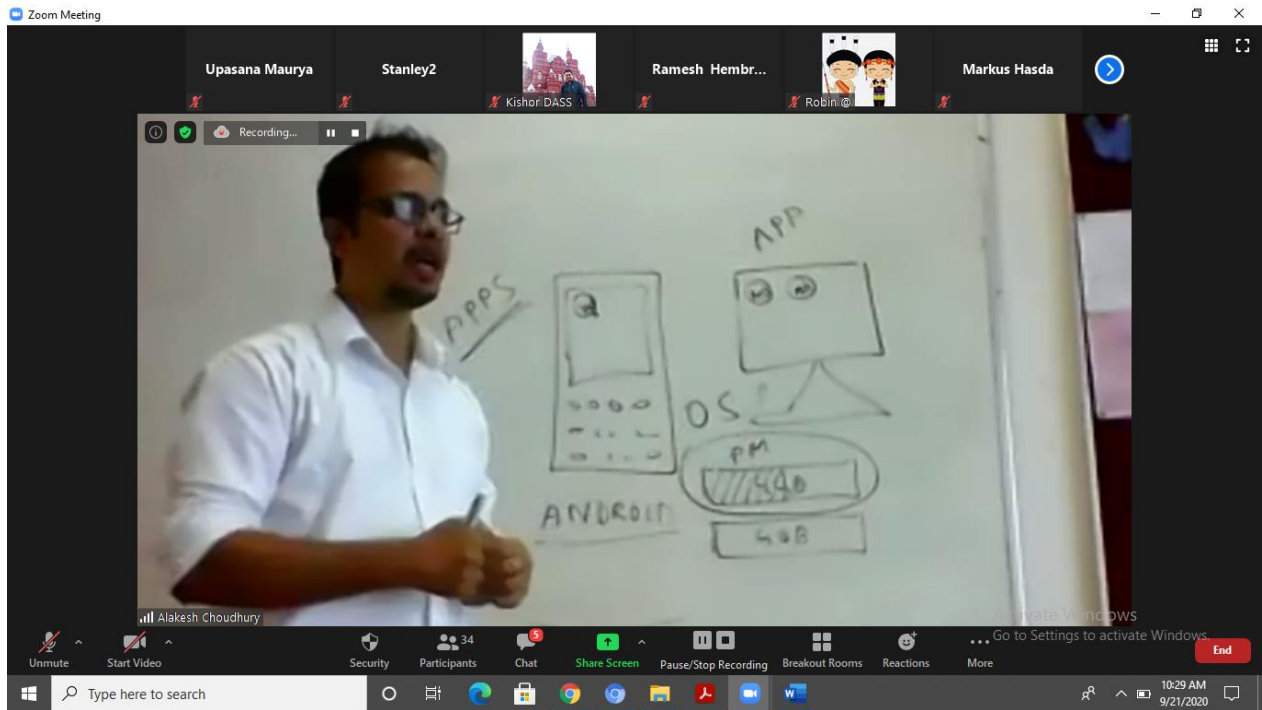 Zoom Meeting
Upasana Maurya
Stanley2
Kishor DASS
Ramesh Hembr...
Robin @
Markus Hasda
Recording...
APP
APPS
OS
PM
ANDROID
4GB
Alakesh Choudhury
Activate Windows
Go to Settings to activate Windows.
Unmute
Start Video
Security
34
Participants
5
Chat
Share Screen
Pause/Stop Recording
Breakout Rooms
Reactions
More
End
Type here to search
10:29 AM
9/21/2020